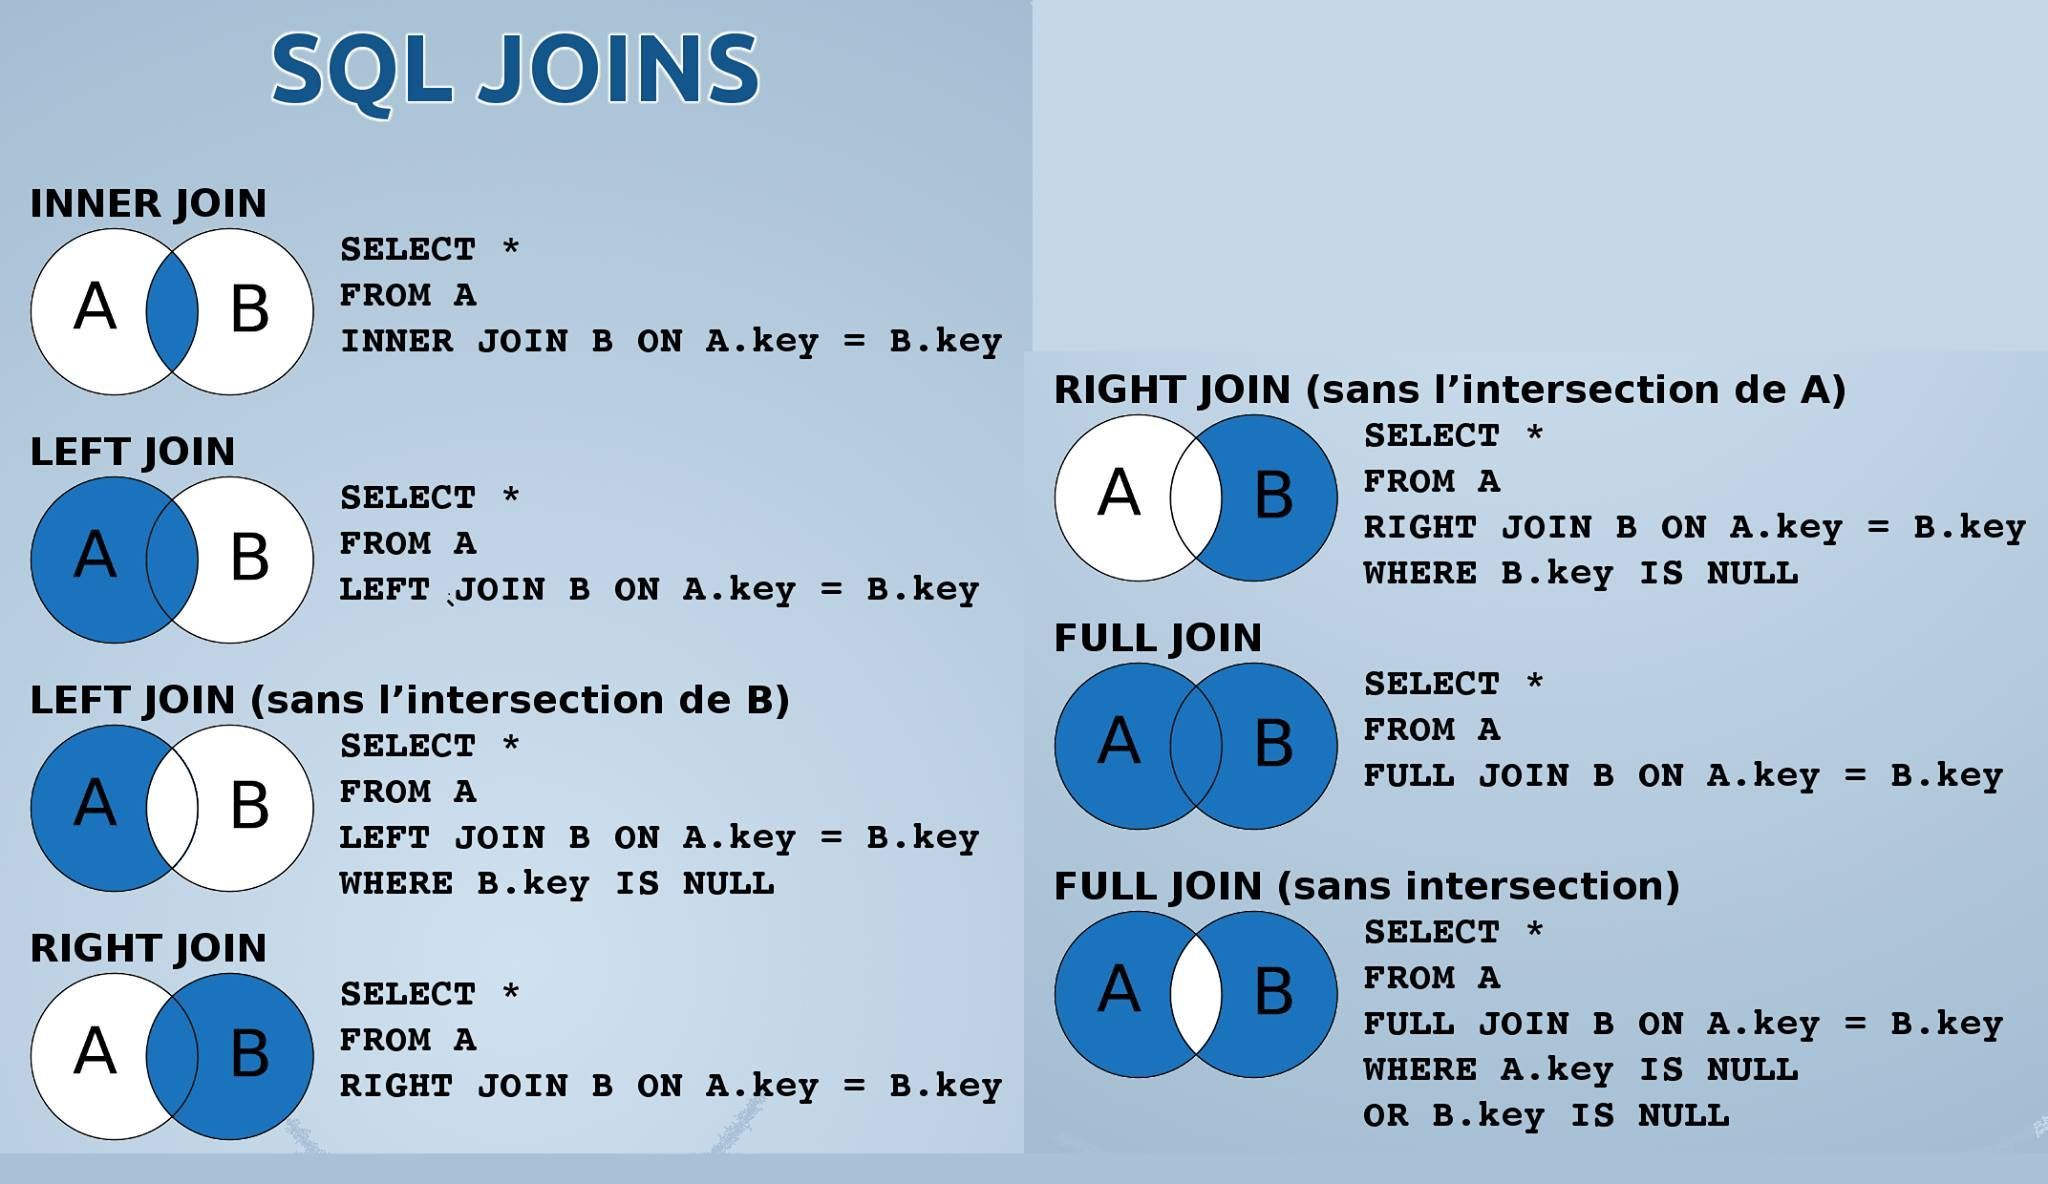 SQL JOINS
INNER JOIN
A B
SELECT *
FROM A
INNER JOIN B ON A.key = B.key
LEFT JOIN
A B
SELECT *
FROM A
LEFT JOIN B ON A.key = B.key
LEFT JOIN (sans l’intersection de B)
A B
SELECT *
FROM A
LEFT JOIN B ON A.key = B.key
WHERE B.key IS NULL
RIGHT JOIN
A B
SELECT *
FROM A
RIGHT JOIN B ON A.key = B.key
RIGHT JOIN (sans l’intersection de A)
A B
SELECT *
FROM A
RIGHT JOIN B ON A.key = B.key
WHERE B.key IS NULL
FULL JOIN
A B
SELECT *
FROM A
FULL JOIN B ON A.key = B.key
FULL JOIN (sans intersection)
A B
SELECT *
FROM A
FULL JOIN B ON A.key = B.key
WHERE A.key IS NULL
OR B.key IS NULL